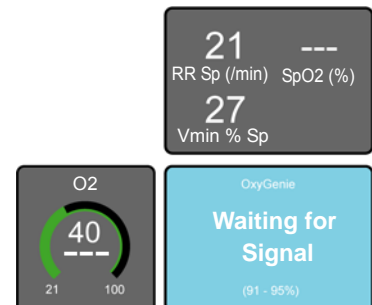 21 ---
RR Sp (/min) SpO2 (%)
27
Vmin % Sp
O2
40
---
21 100
OxyGenie
Waiting for
Signal
(91 - 95%)